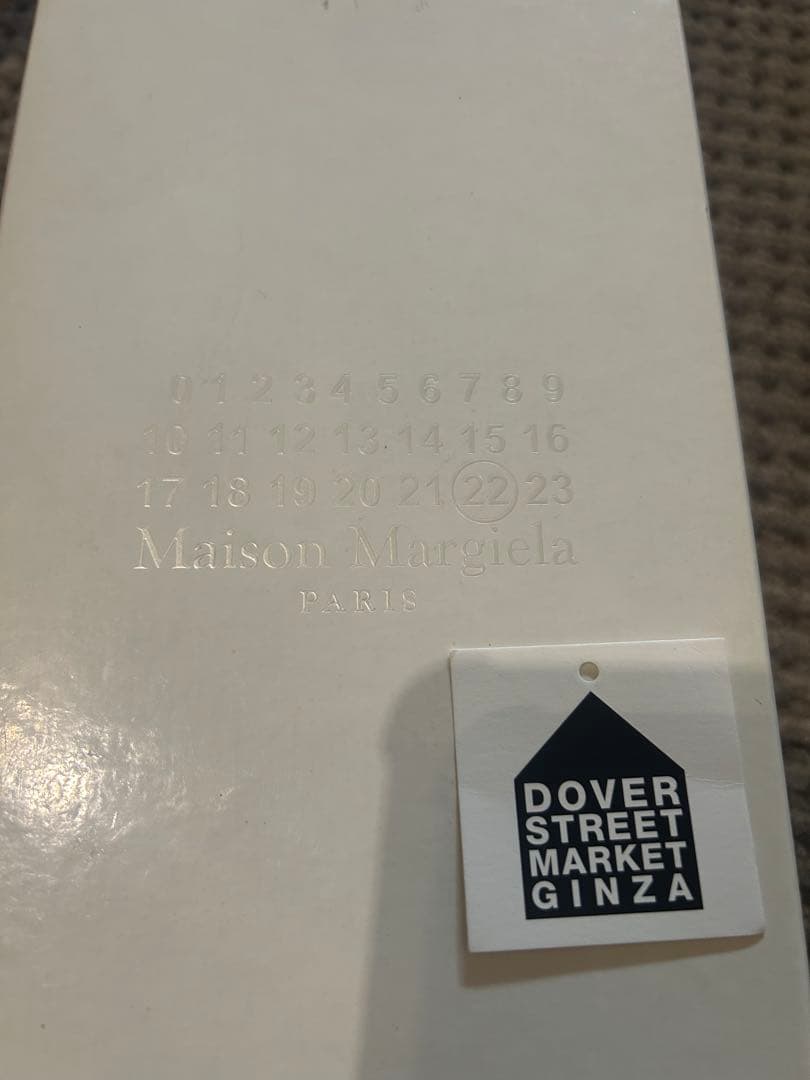 0 1 2 3 4 5 6 7 8 9
10 11 12 13 14 15 16
17 18 19 20 21 22 23
Maison Margiela
PARIS
DOVER
STREET
MARKET
GINZA